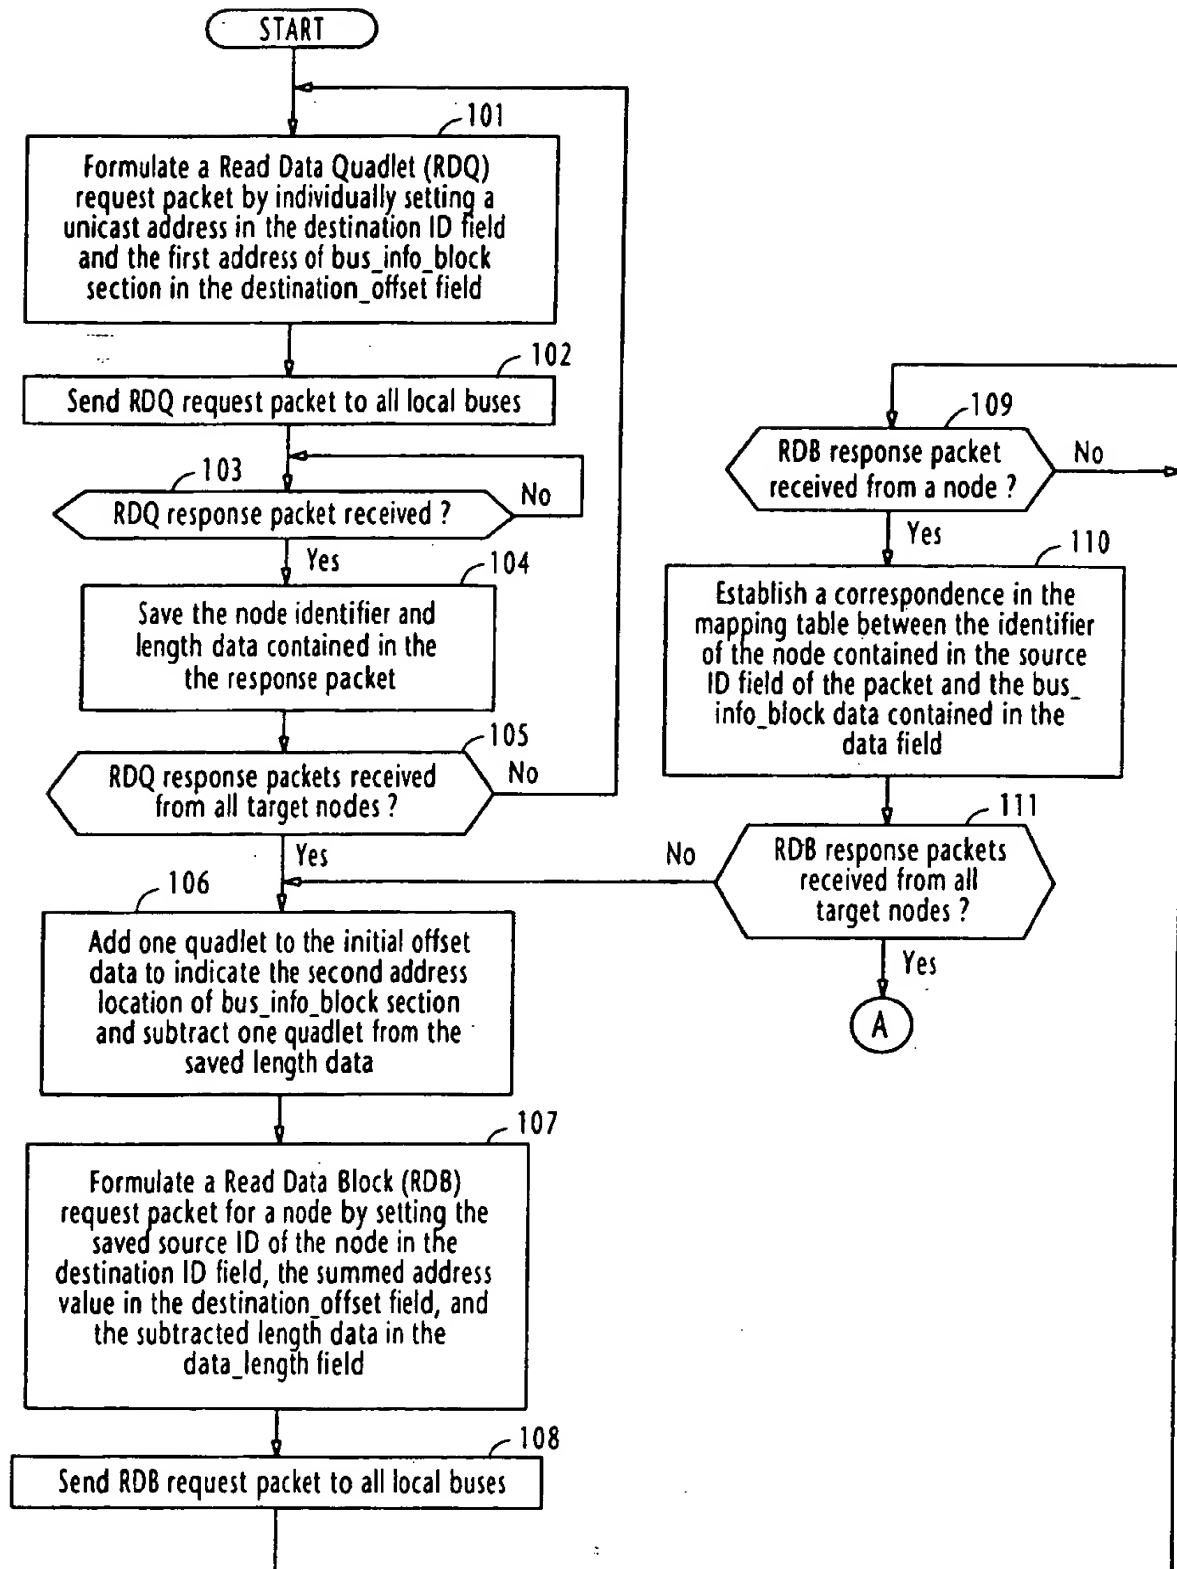 START
101
Formulate a Read Data Quadlet (RDQ)
request packet by individually setting a
unicast address in the destination ID field
and the first address of bus_info_block
section in the destination_offset field
102
Send RDQ request packet to all local buses
103
RDQ response packet received ?
No
Yes
104
Save the node identifier and
length data contained in the
the response packet
105
RDQ response packets received
from all target nodes ?
No
Yes
106
Add one quadlet to the initial offset
data to indicate the second address
location of bus_info_block section
and subtract one quadlet from the
saved length data
107
Formulate a Read Data Block (RDB)
request packet for a node by setting the
saved source ID of the node in the
destination ID field, the summed address
value in the destination_offset field, and
the subtracted length data in the
data_length field
108
Send RDB request packet to all local buses
109
RDB response packet
received from a node ?
No
Yes
110
Establish a correspondence in the
mapping table between the identifier
of the node contained in the source
ID field of the packet and the bus_
info_block data contained in the
data field
111
RDB response packets
received from all
target nodes ?
No
Yes
A